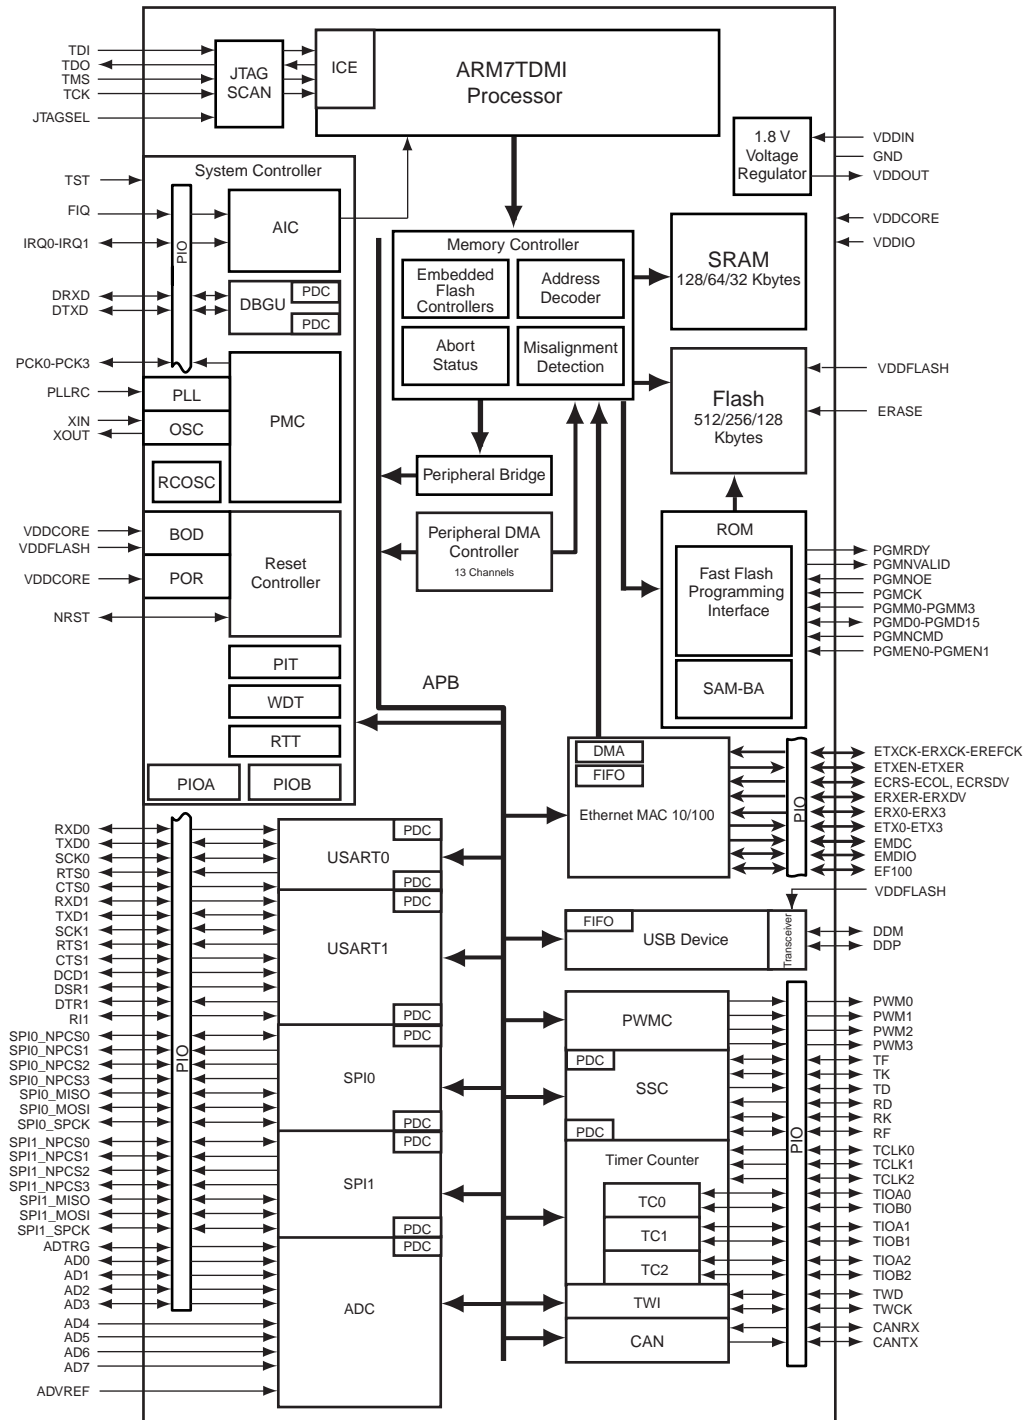 TDI
TDO
TMS
TCK
JTAGSEL
JTAG
SCAN
ICE
ARM7TDMI
Processor
1.8 V
Voltage
Regulator
VDDIN
GND
VDDOUT
VDDCORE
VDDIO
System Controller
TST
FIQ
IRQ0-IRQ1
PIO
AIC
DRXD
DTXD
DBGU
PDC
PDC
PCK0-PCK3
PLLRC
PLL
XIN
XOUT
OSC
RCOSC
PMC
VDDCORE
VDDFLASH
BOD
VDDCORE
POR
Reset
Controller
NRST
PIT
WDT
RTT
PIOA
PIOB
Memory Controller
Embedded
Flash
Controllers
Address
Decoder
Abort
Status
Misalignment
Detection
SRAM
128/64/32 Kbytes
Flash
512/256/128
Kbytes
VDDFLASH
ERASE
Peripheral Bridge
Peripheral DMA
Controller
13 Channels
ROM
Fast Flash
Programming
Interface
SAM-BA
PGMRDY
PGMNVALID
PGMNOE
PGMCK
PGMM0-PGMM3
PGMD0-PGMD15
PGMNCMD
PGMEN0-PGMEN1
APB
DMA
FIFO
Ethernet MAC 10/100
PIO
ETXCK-ERXCK-EREFCK
ETXEN-ETXER
ECRS-ECOL, ECRSDV
ERXER-ERXDV
ERX0-ERX3
ETX0-ETX3
EMDC
EMDIO
EF100
VDDFLASH
FIFO
USB Device
Transceiver
DDM
DDP
RXD0
TXD0
SCK0
RTS0
CTS0
RXD1
TXD1
SCK1
RTS1
CTS1
DCD1
DSR1
DTR1
RI1
SPI0_NPCS0
SPI0_NPCS1
SPI0_NPCS2
SPI0_NPCS3
SPI0_MISO
SPI0_MOSI
SPI0_SPCK
SPI1_NPCS0
SPI1_NPCS1
SPI1_NPCS2
SPI1_NPCS3
SPI1_MISO
SPI1_MOSI
SPI1_SPCK
ADTRG
AD0
AD1
AD2
AD3
AD4
AD5
AD6
AD7
ADVREF
PIO
PDC
USART0
PDC
PDC
USART1
PDC
PDC
SPI0
PDC
PDC
SPI1
PDC
PDC
ADC
PWMC
PDC
SSC
PDC
Timer Counter
TC0
TC1
TC2
TWI
CAN
PIO
PWM0
PWM1
PWM2
PWM3
TF
TK
TD
RD
RK
RF
TCLK0
TCLK1
TCLK2
TIOA0
TIOB0
TIOA1
TIOB1
TIOA2
TIOB2
TWD
TWCK
CANRX
CANTX